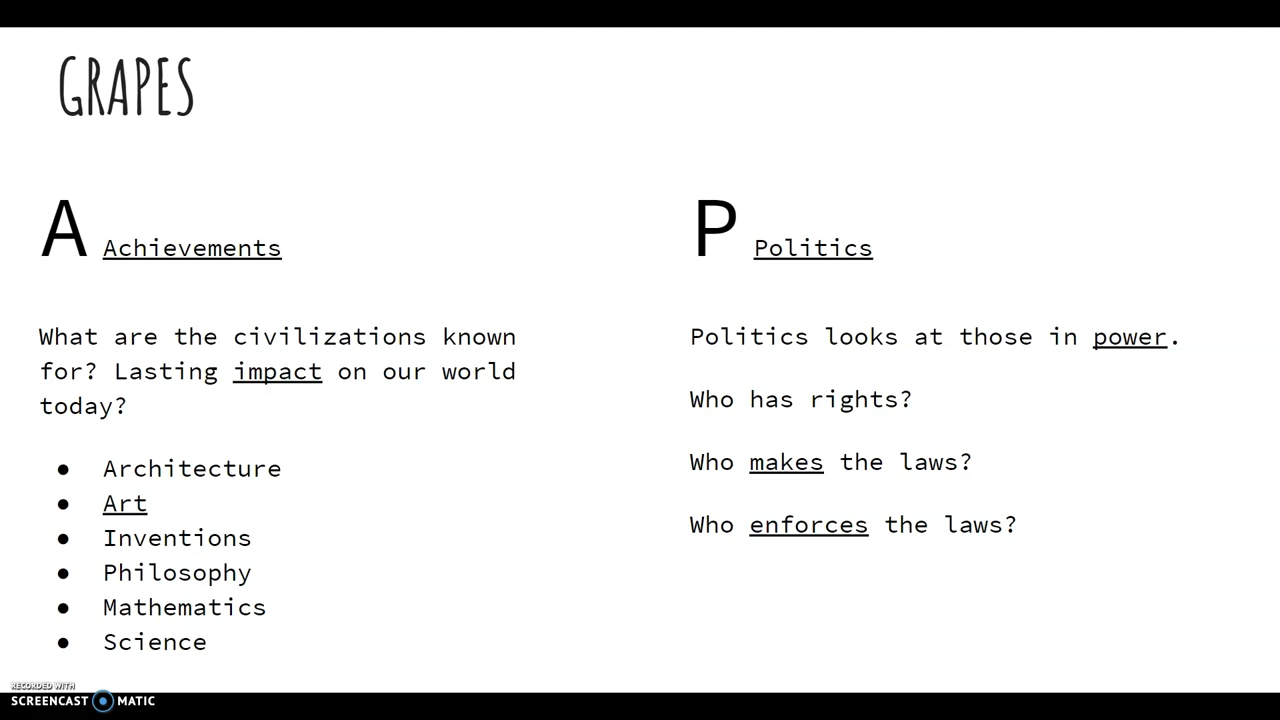 GRAPES
A Achievements
What are the civilizations known
for? Lasting impact on our world
today?
● Architecture
● Art
● Inventions
● Philosophy
● Mathematics
● Science
P Politics
Politics looks at those in power.
Who has rights?
Who makes the laws?
Who enforces the laws?
RECORDED WITH
SCREENCAST MATIC